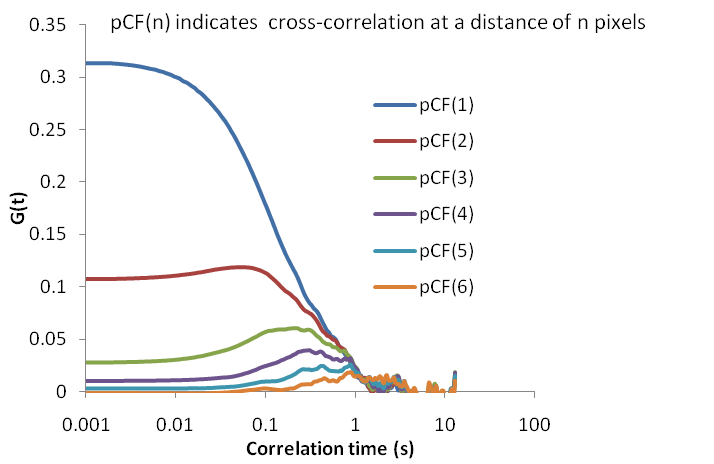 pCF(n) indicates  cross-correlation at a distance of n pixels
0.35
0.3
0.25
0.2
0.15
0.1
0.05
0
G(t)
pCF(1)
pCF(2)
pCF(3)
pCF(4)
pCF(5)
pCF(6)
0.001 0.01 0.1 1 10 100
Correlation time (s)